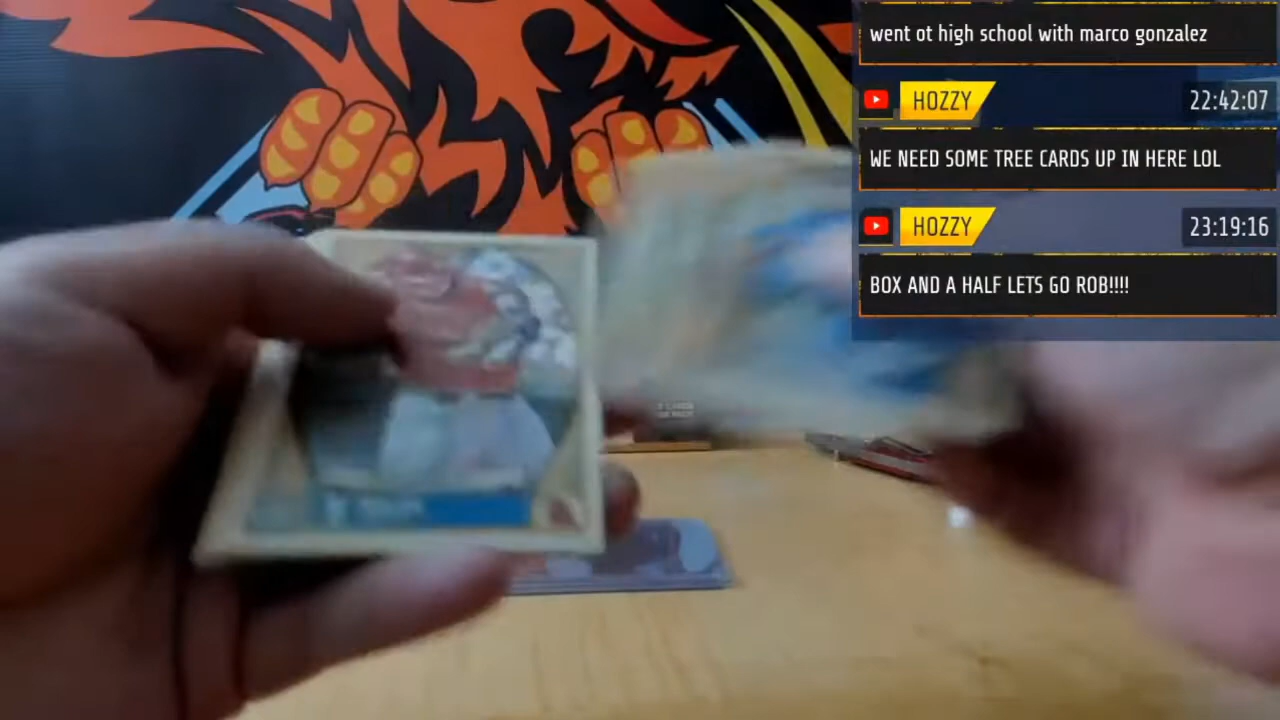 went ot high school with marco gonzalez
HOZZY
22:42:07
WE NEED SOME TREE CARDS UP IN HERE LOL
HOZZY
23:19:16
BOX AND A HALF LETS GO ROB!!!!